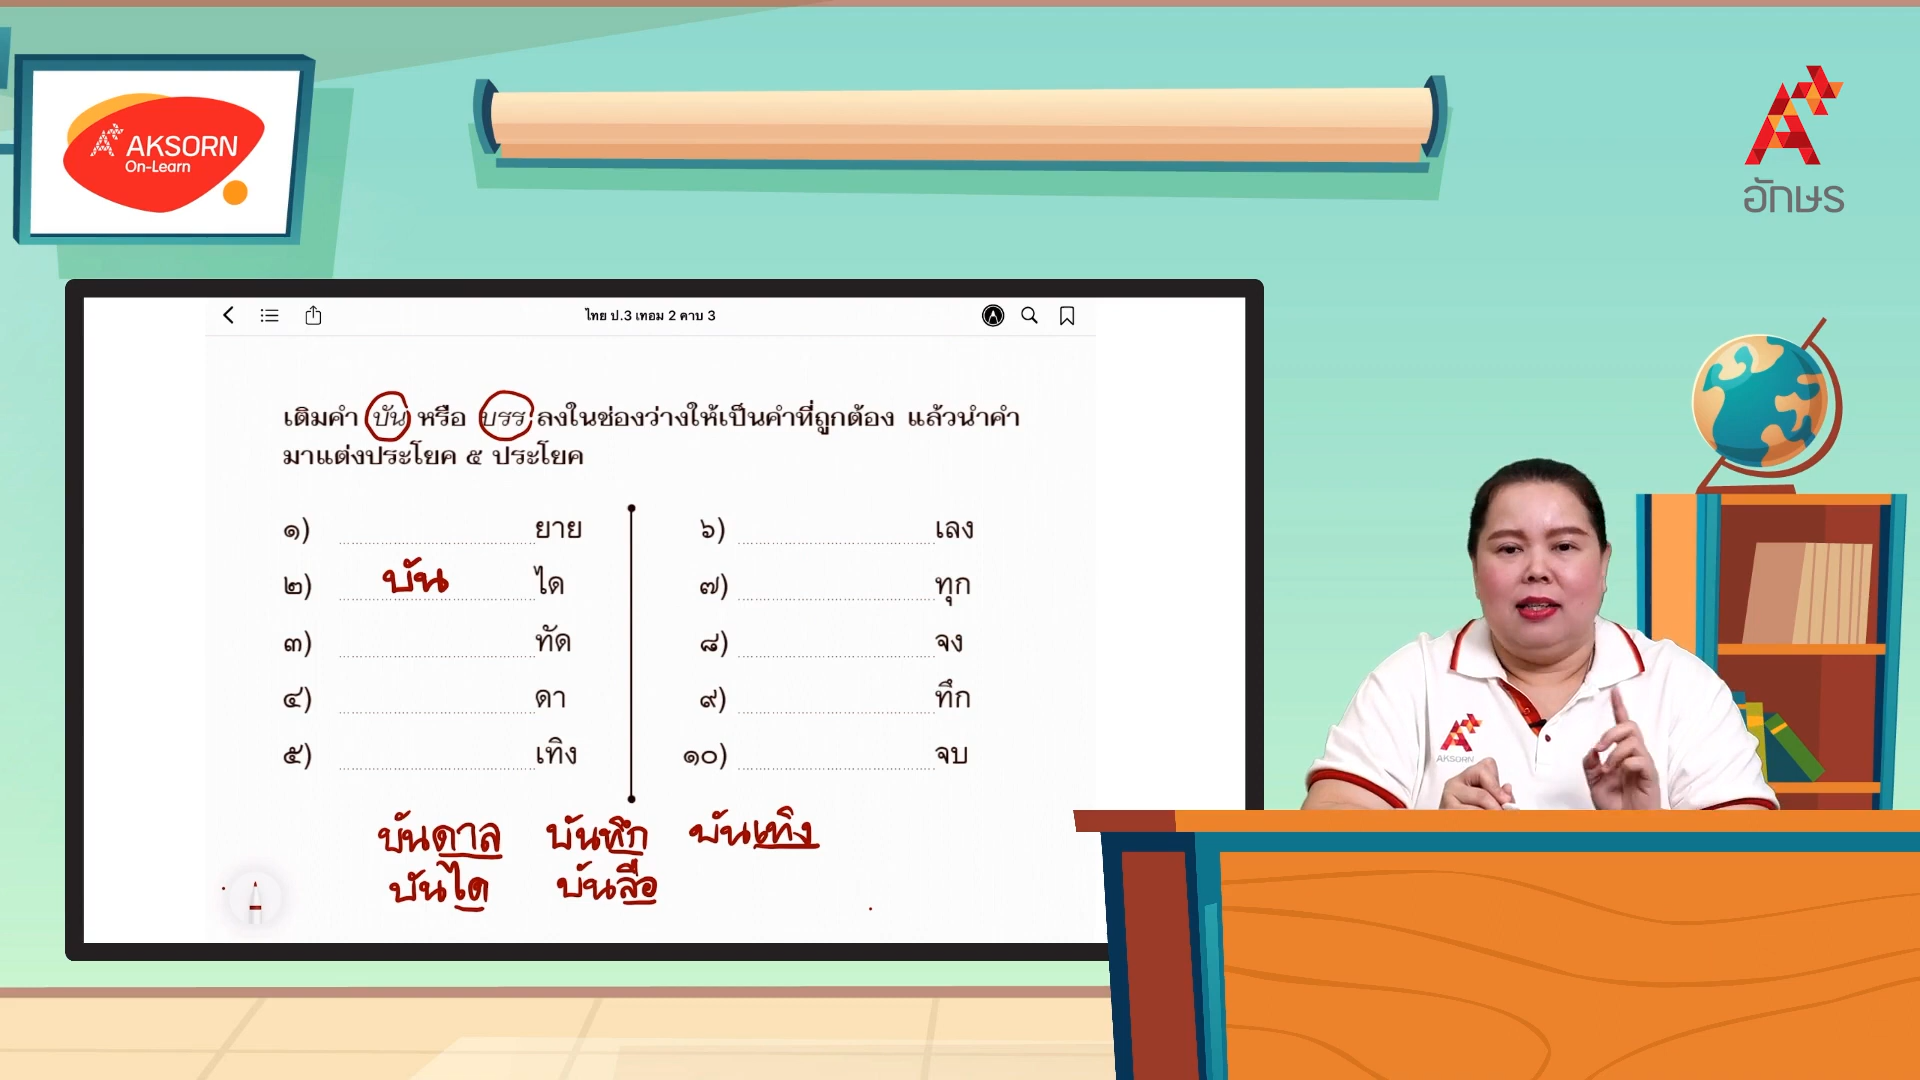 AKSORN
On-Learn
อักษร
ไทย ป.3 เทอม 2 คาบ 3
เติมคำ บัน หรือ บรร ลงในช่องว่างให้เป็นคำที่ถูกต้อง แล้วนำคำ
มาแต่งประโยค ๕ ประโยค
๑) ยาย
๒) บัน ได
๓) ทัด
๔) ดา
๕) เทิง
๖) เลง
๗) ทุก
๘) จง
๙) ทึก
๑๐) จบ
บันดาล บันทึก บันเทิง
บันได บันลือ
AKSORN